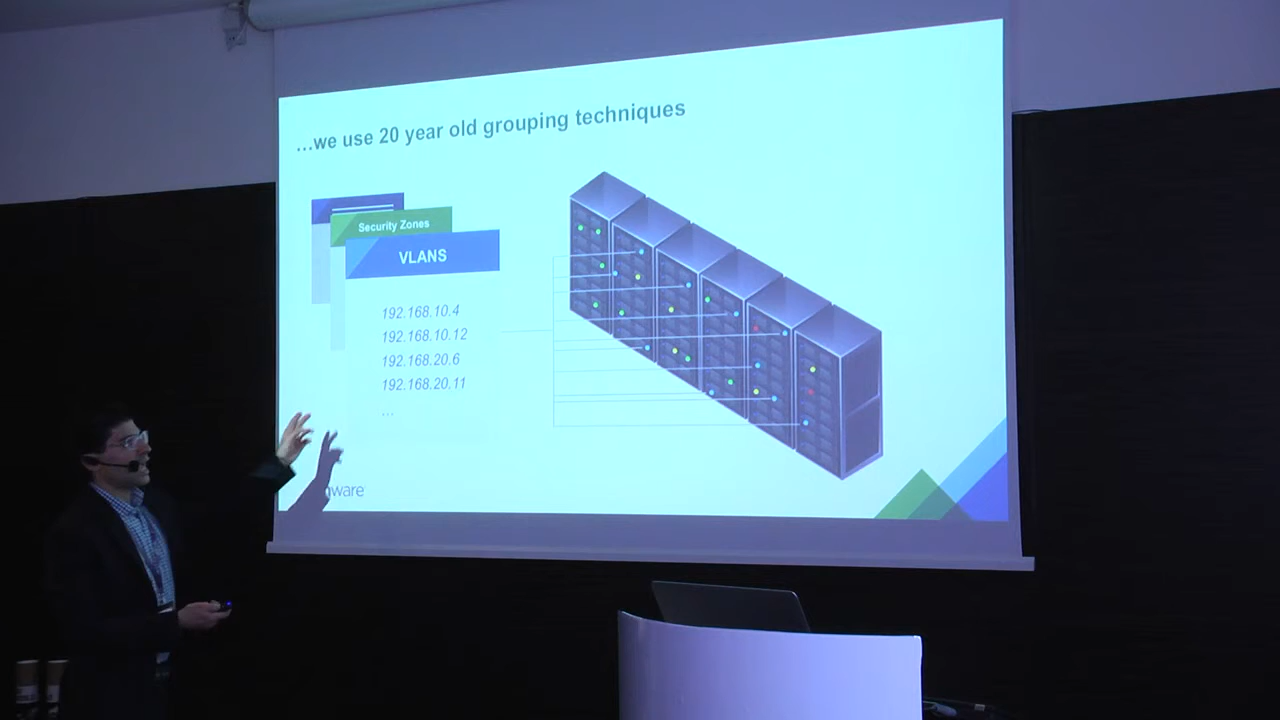 ...we use 20 year old grouping techniques
Security Zones
VLANS
192.168.10.4
192.168.10.12
192.168.20.6
192.168.20.11
...
ware